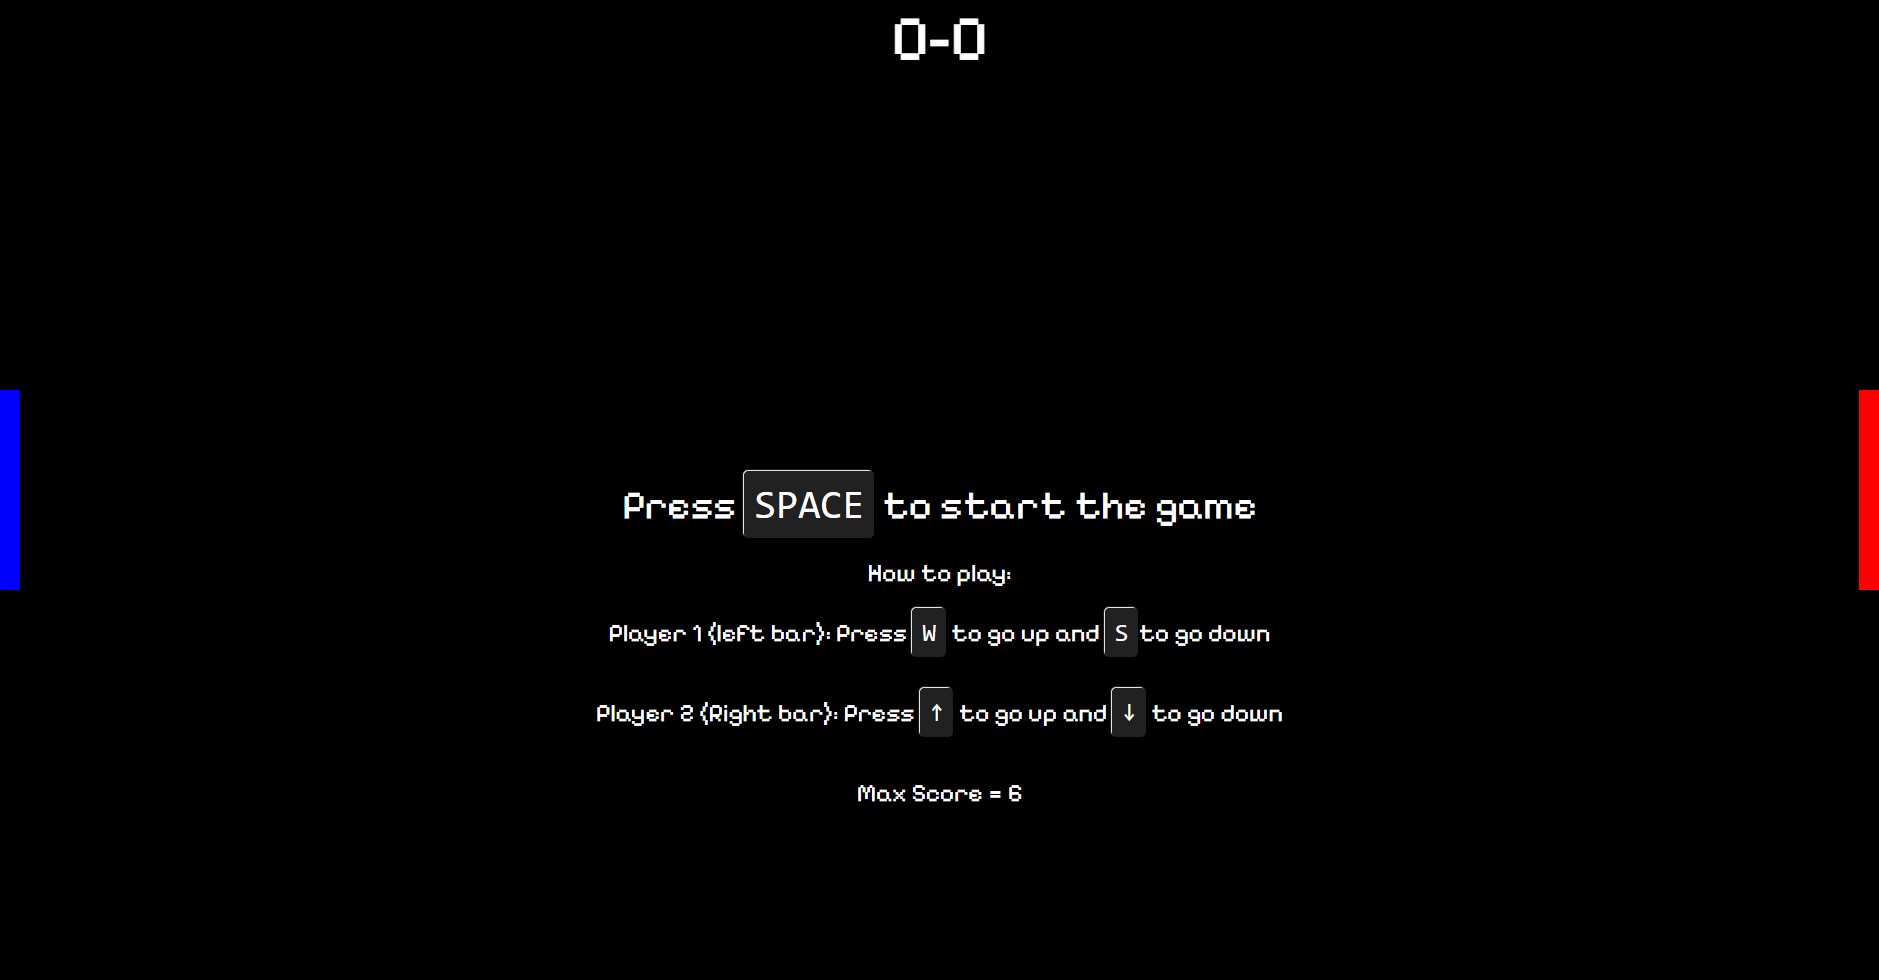 0-0
Press SPACE to start the game
How to play:
Player 1 (left bar): Press W to go up and S to go down
Player 2 (Right bar): Press ↑ to go up and ↓ to go down
Max Score = 6